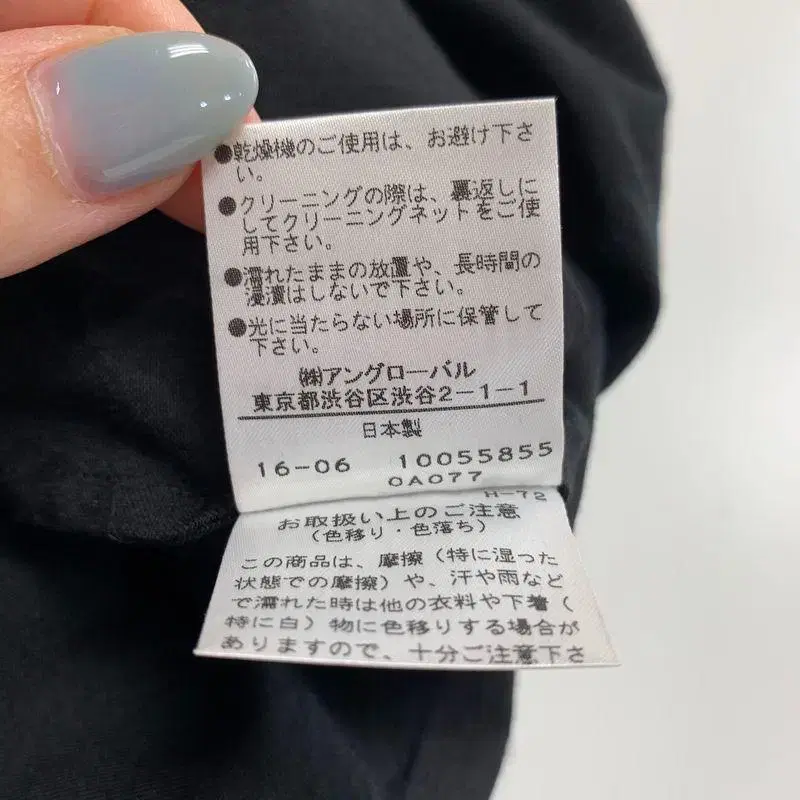 ●乾燥機のご使用は、お避け下さ
い。
●クリーニングの際は、裏返しに
してクリーニングネットをご使
用下さい。
●濡れたままの放置や、長時間の
浸漬はしないで下さい。
●光に当たらない場所に保管して
下さい。
㈱アングローバル
東京都渋谷区渋谷2-1-1
日本製
16-06 10055855
0A077
H-72
お取扱い上のご注意
(色移り・色落ち)
この商品は、摩擦(特に湿った
状態での摩擦)や、汗や雨など
で濡れた時は他の衣料や下着(
特に白)物に色移りする場合が
ありますので、十分ご注意下さ